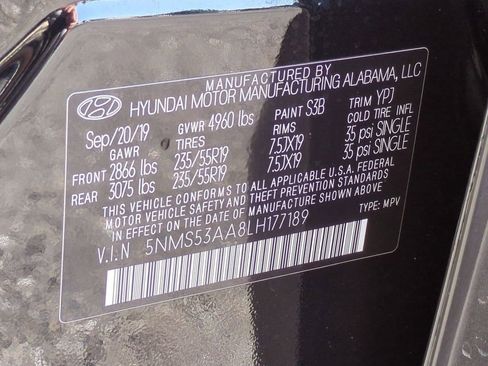 MANUFACTURED BY
HYUNDAI MOTOR MANUFACTURING ALABAMA, LLC
Sep/20/19 GVWR 4960 lbs PAINT S3B TRIM YPJ
GAWR TIRES RIMS COLD TIRE INFL
FRONT 2866 lbs 235/55R19 7.5JX19 35 psi SINGLE
REAR 3075 lbs 235/55R19 7.5JX19 35 psi SINGLE
THIS VEHICLE CONFORMS TO ALL APPLICABLE U.S.A. FEDERAL
MOTOR VEHICLE SAFETY AND THEFT PREVENTION STANDARDS
IN EFFECT ON THE DATE OF MANUFACTURE SHOWN ABOVE.
V.I.N 5NMS53AA8LH177189 TYPE: MPV